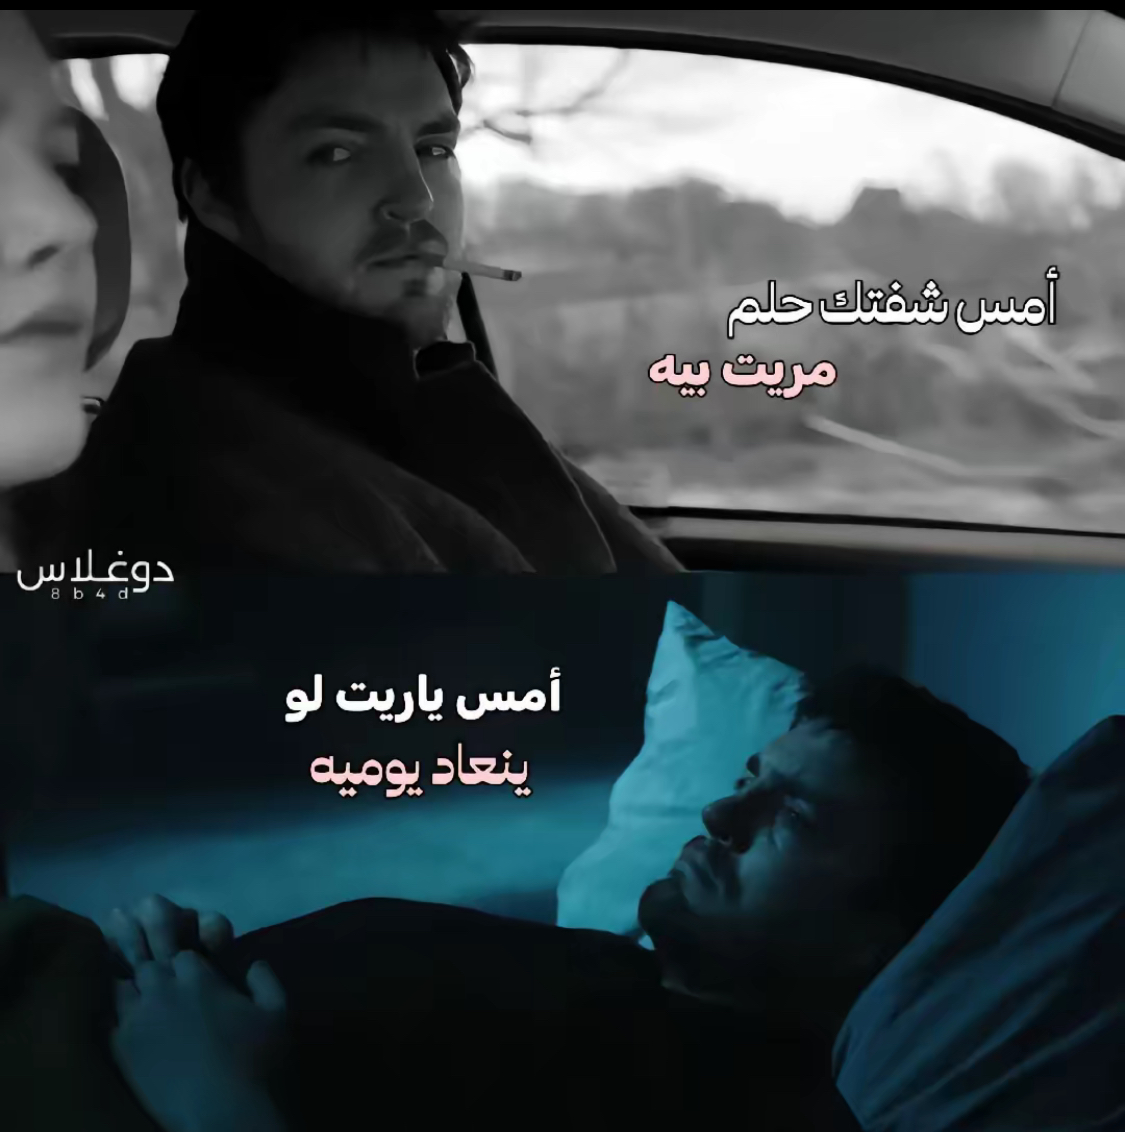 أمس شفتك حلم
مريت بيه
دوغلاس
8b4d
أمس ياريت لو
ينعاد يوميه